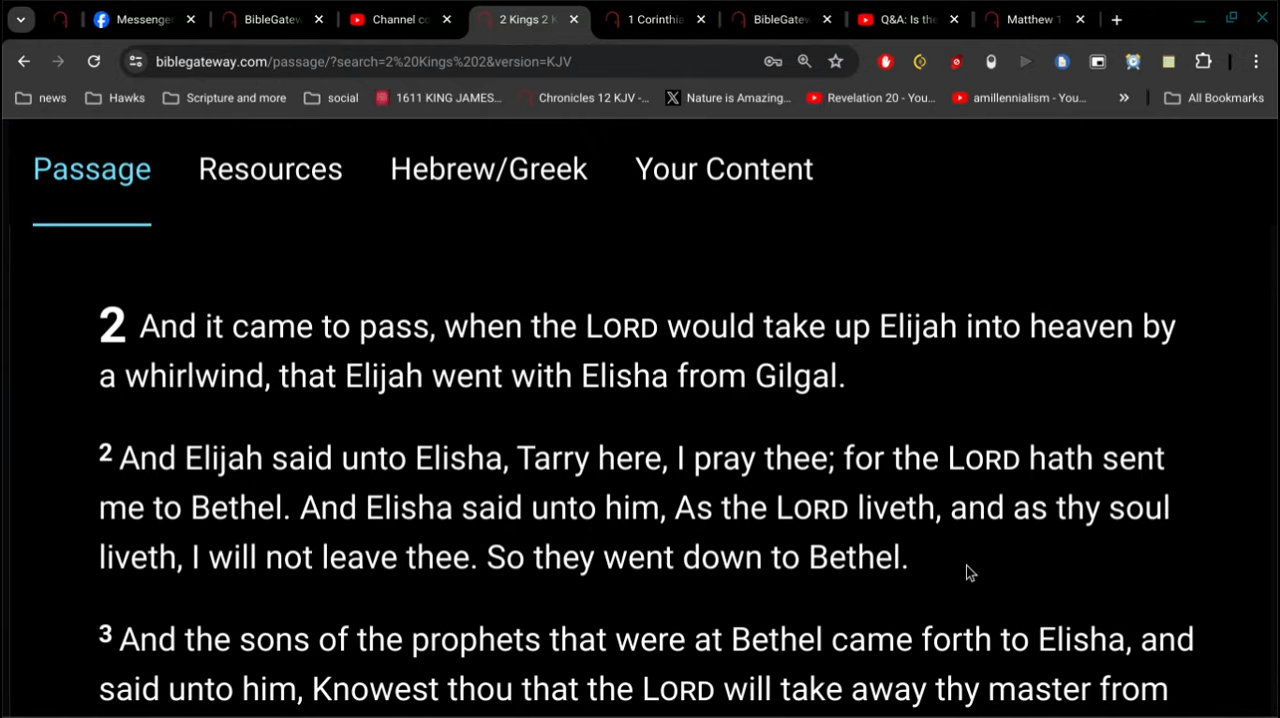 Messenger
BibleGatew
Channel co
2 Kings 2 K
1 Corinthia
BibleGatew
Q&A: Is the
Matthew 1
biblegateway.com/passage/?search=2%20Kings%202&version=KJV
news
Hawks
Scripture and more
social
1611 KING JAMES...
Chronicles 12 KJV -...
Nature is Amazing...
Revelation 20 - You...
amillennialism - You...
»
All Bookmarks
Passage Resources Hebrew/Greek Your Content
2 And it came to pass, when the LORD would take up Elijah into heaven by
a whirlwind, that Elijah went with Elisha from Gilgal.
2 And Elijah said unto Elisha, Tarry here, I pray thee; for the LORD hath sent
me to Bethel. And Elisha said unto him, As the LORD liveth, and as thy soul
liveth, I will not leave thee. So they went down to Bethel.
3 And the sons of the prophets that were at Bethel came forth to Elisha, and
said unto him, Knowest thou that the LORD will take away thy master from